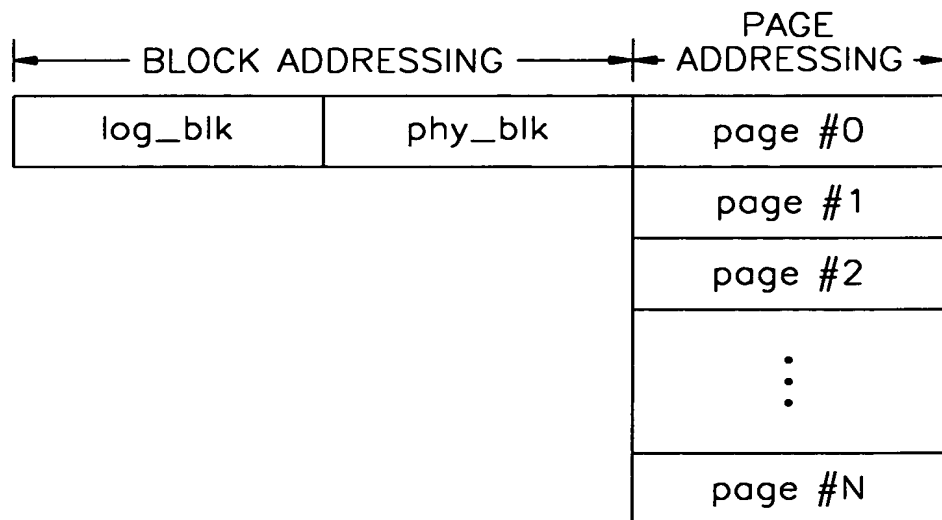 PAGE
BLOCK ADDRESSING ADDRESSING
log_blk phy_blk page #0
page #1
page #2
page #N